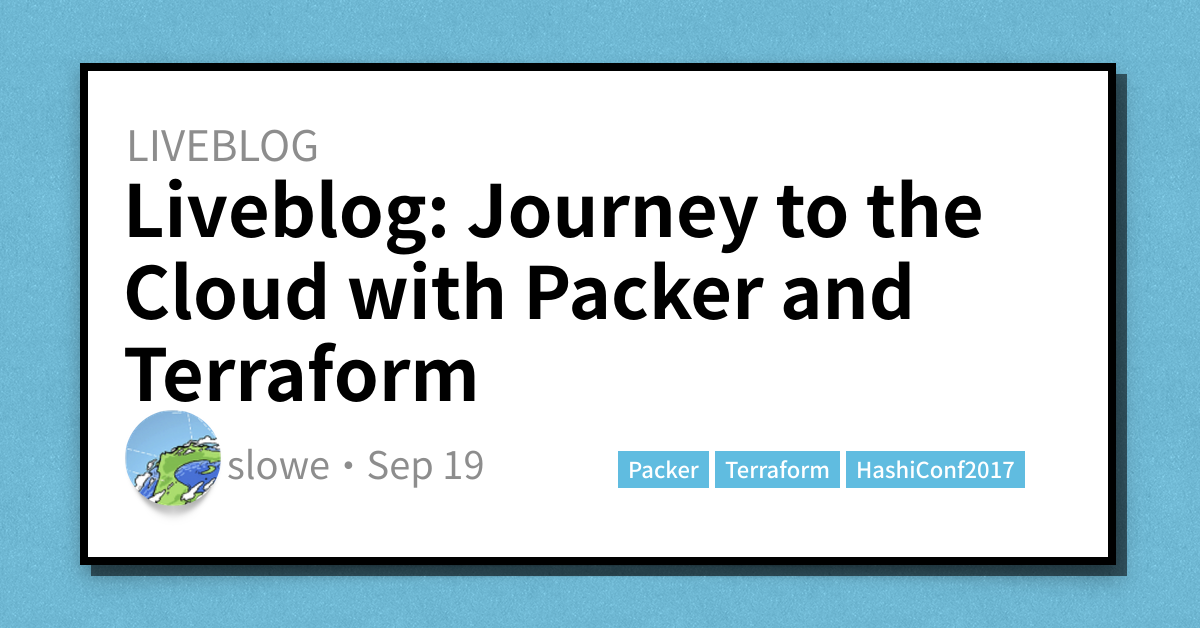 LIVEBLOG
Liveblog: Journey to the
Cloud with Packer and
Terraform
slowe • Sep 19
Packer Terraform HashiConf2017